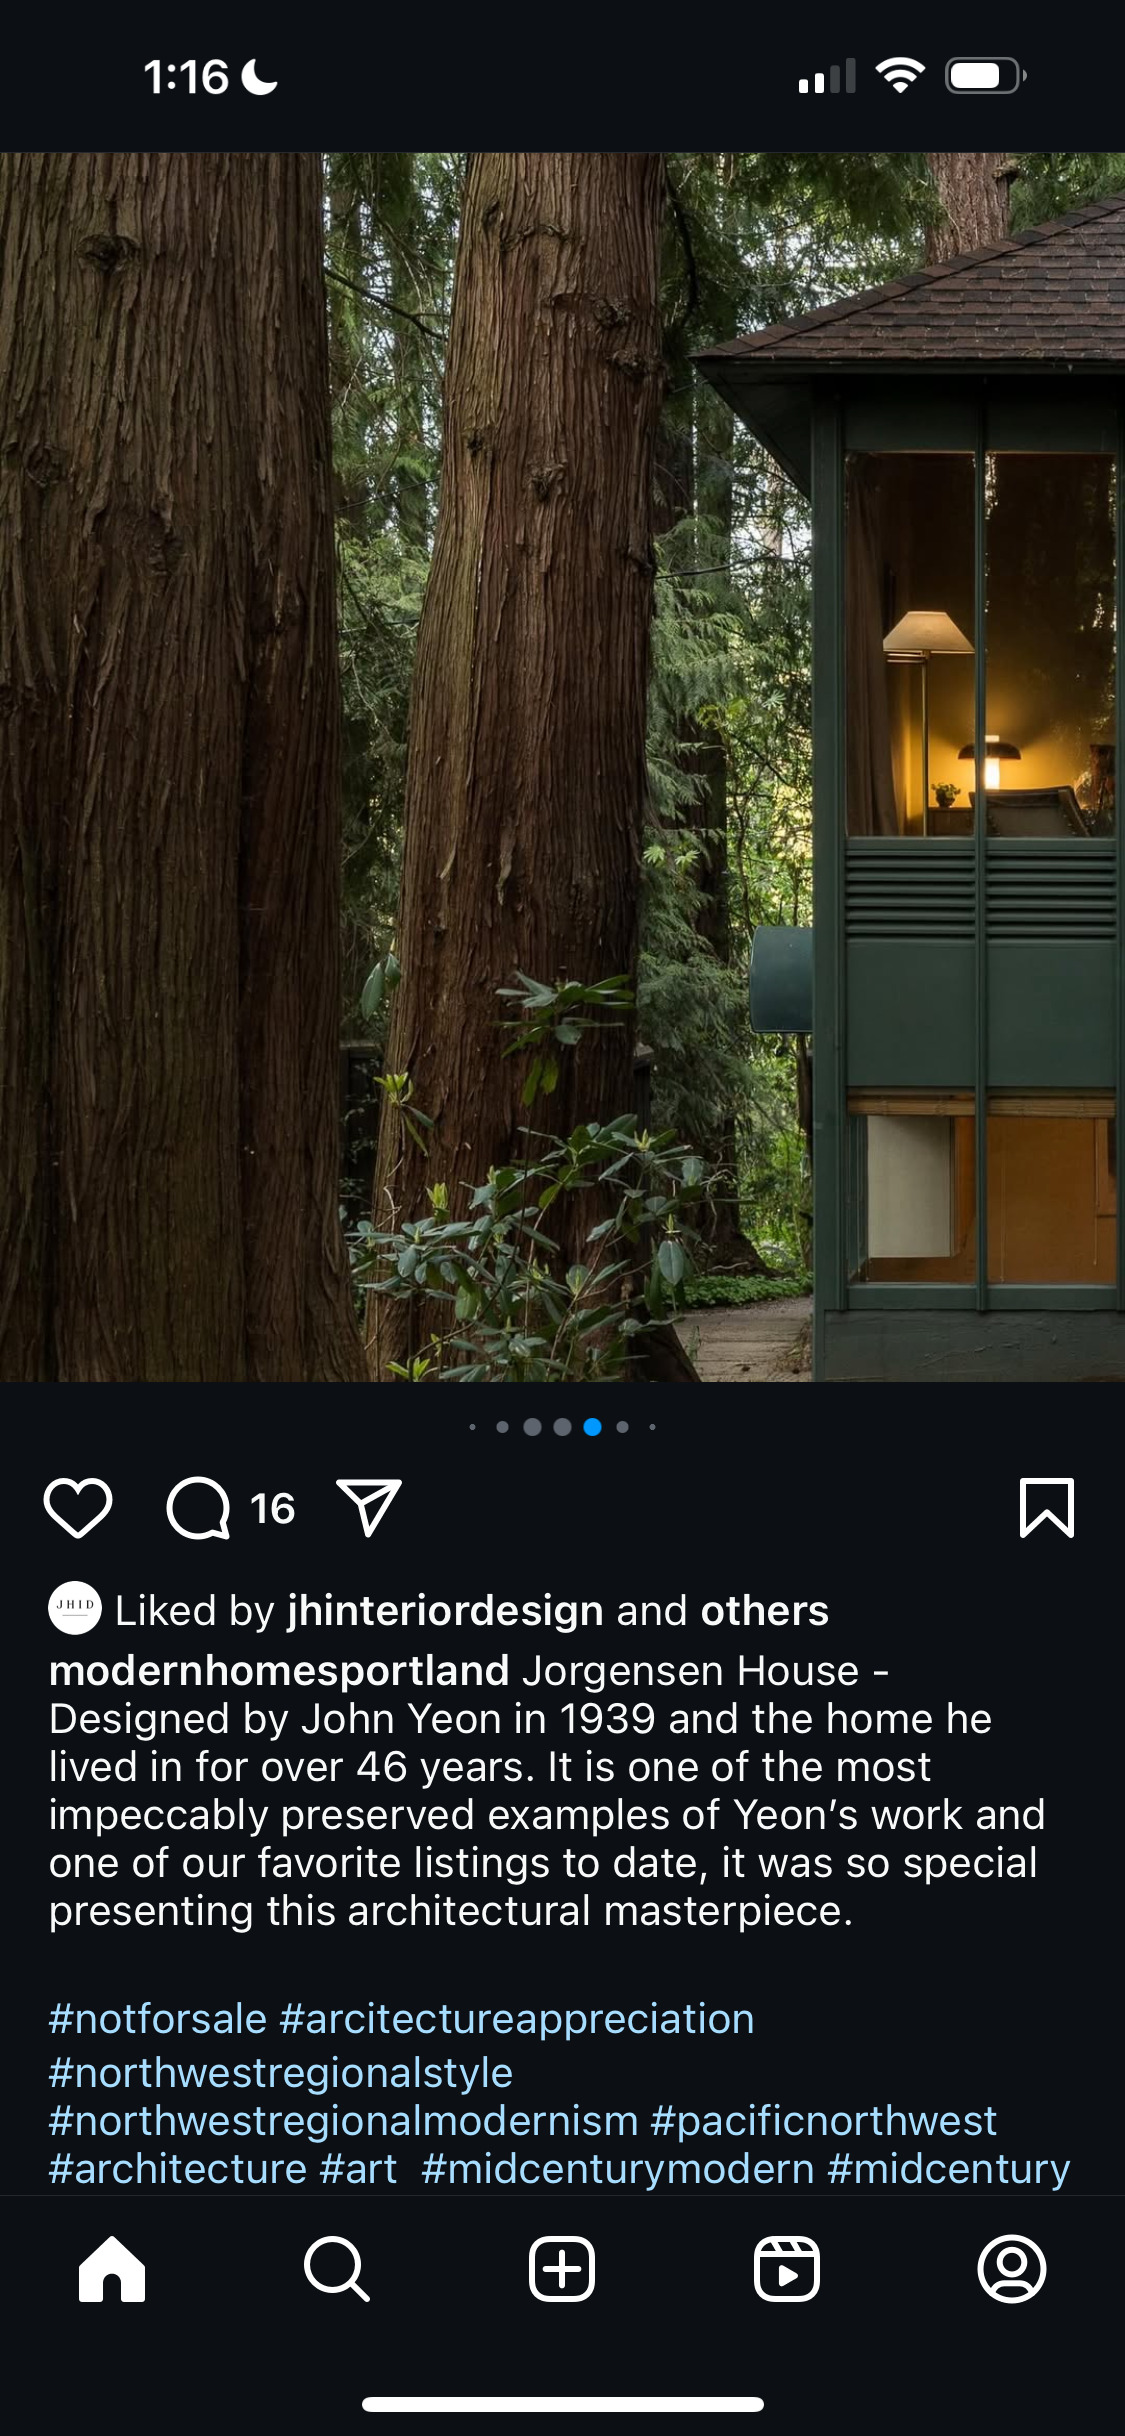 1:16
16
JHID
Liked by jhinteriordesign and others
modernhomesportland Jorgensen House -
Designed by John Yeon in 1939 and the home he
lived in for over 46 years. It is one of the most
impeccably preserved examples of Yeon’s work and
one of our favorite listings to date, it was so special
presenting this architectural masterpiece.
#notforsale #arcitectureappreciation
#northwestregionalstyle
#northwestregionalmodernism #pacificnorthwest
#architecture #art  #midcenturymodern #midcentury